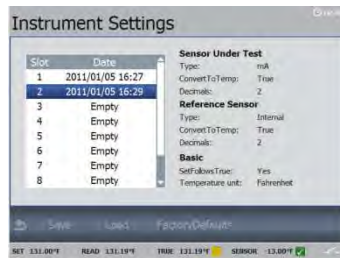 Instrument Settings
Slot Date
1 2011/01/05 16:27
2 2011/01/05 16:29
3 Empty
4 Empty
5 Empty
6 Empty
7 Empty
8 Empty
Sensor Under Test
Type: mA
ConvertToTemp: True
Decimals: 2
Reference Sensor
Type: Internal
ConvertToTemp: True
Decimals: 2
Basic
SetFollowsTrue: Yes
Temperature unit: Fahrenheit
Save Load FactoryDefaults
SET 131.00°F READ 131.19°F TRUE 131.19°F SENSOR -13.00°F